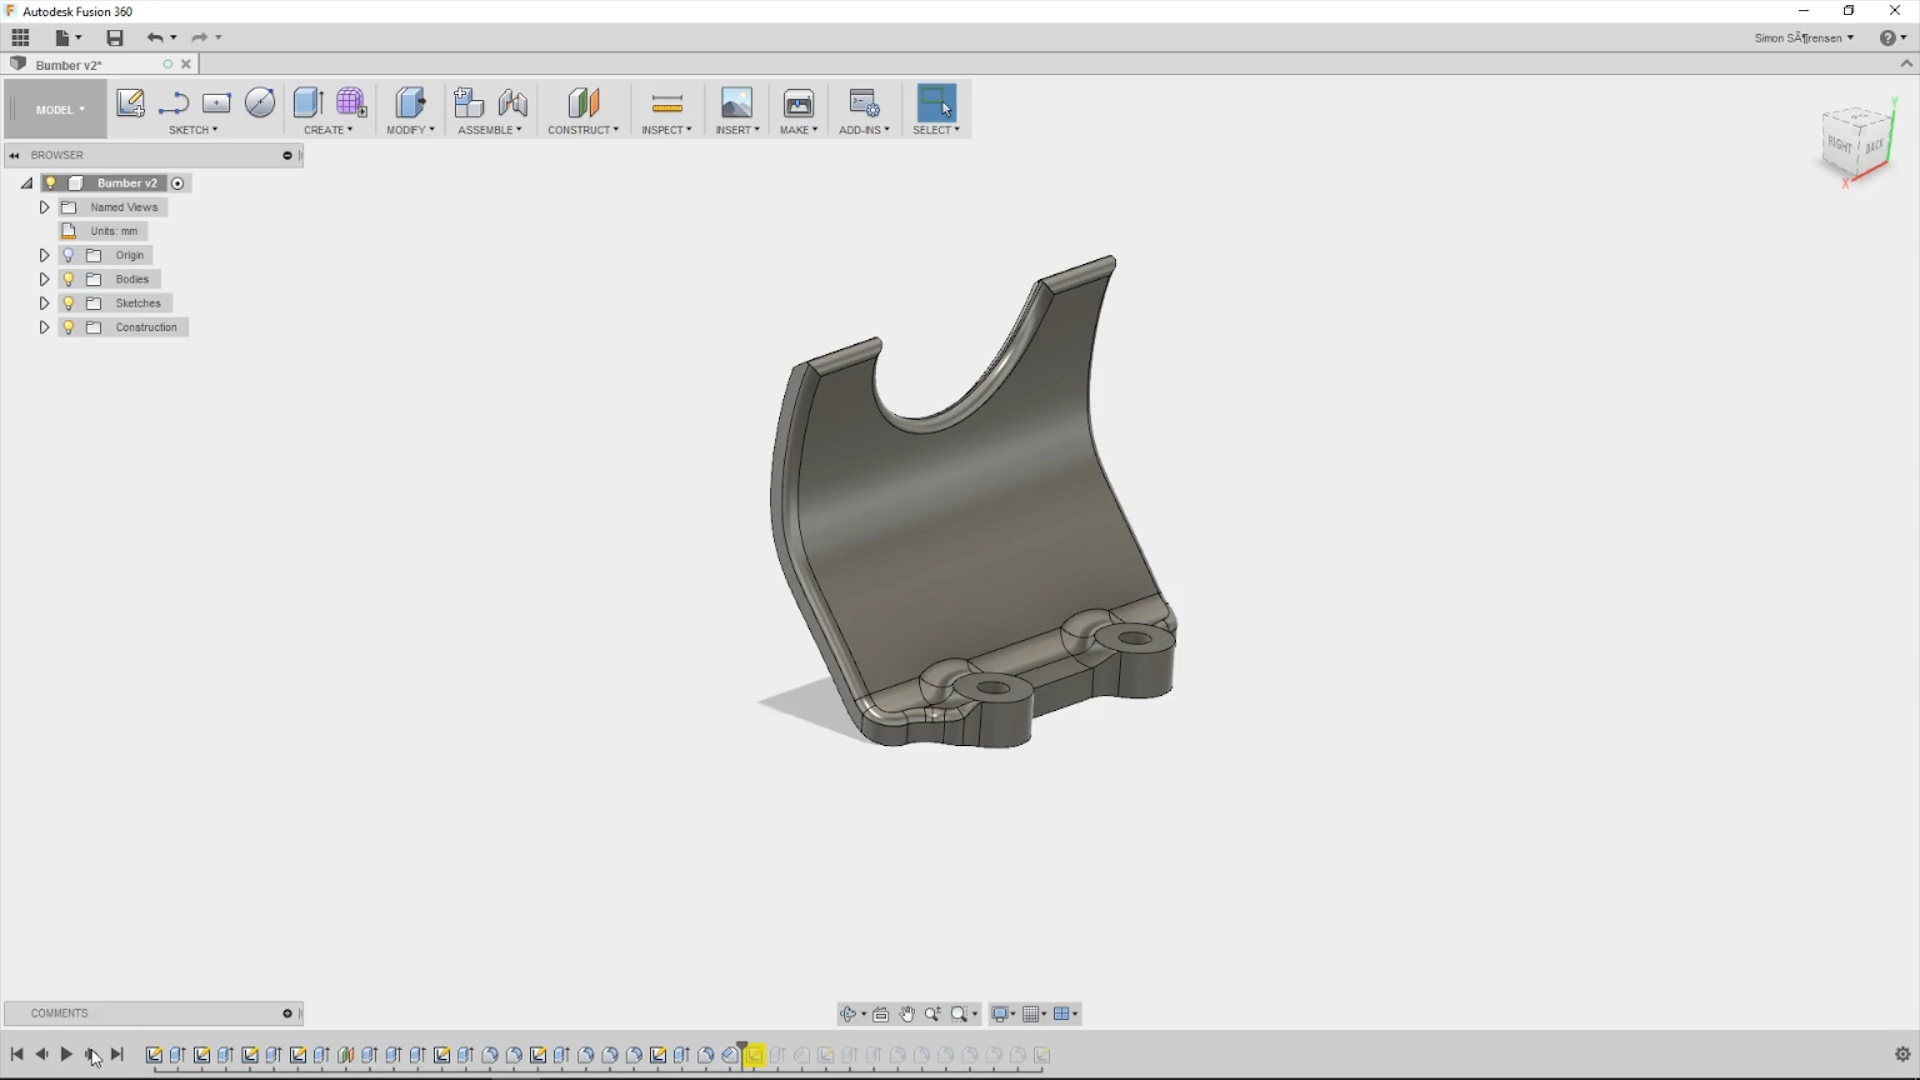 Autodesk Fusion 360
Simon SÃ¶rensen
Bumber v2*
MODEL
SKETCH
CREATE
MODIFY
ASSEMBLE
CONSTRUCT
INSPECT
INSERT
MAKE
ADD-INS
SELECT
Y
RIGHT
BACK
X
BROWSER
Bumber v2
Named Views
Units: mm
Origin
Bodies
Sketches
Construction
COMMENTS